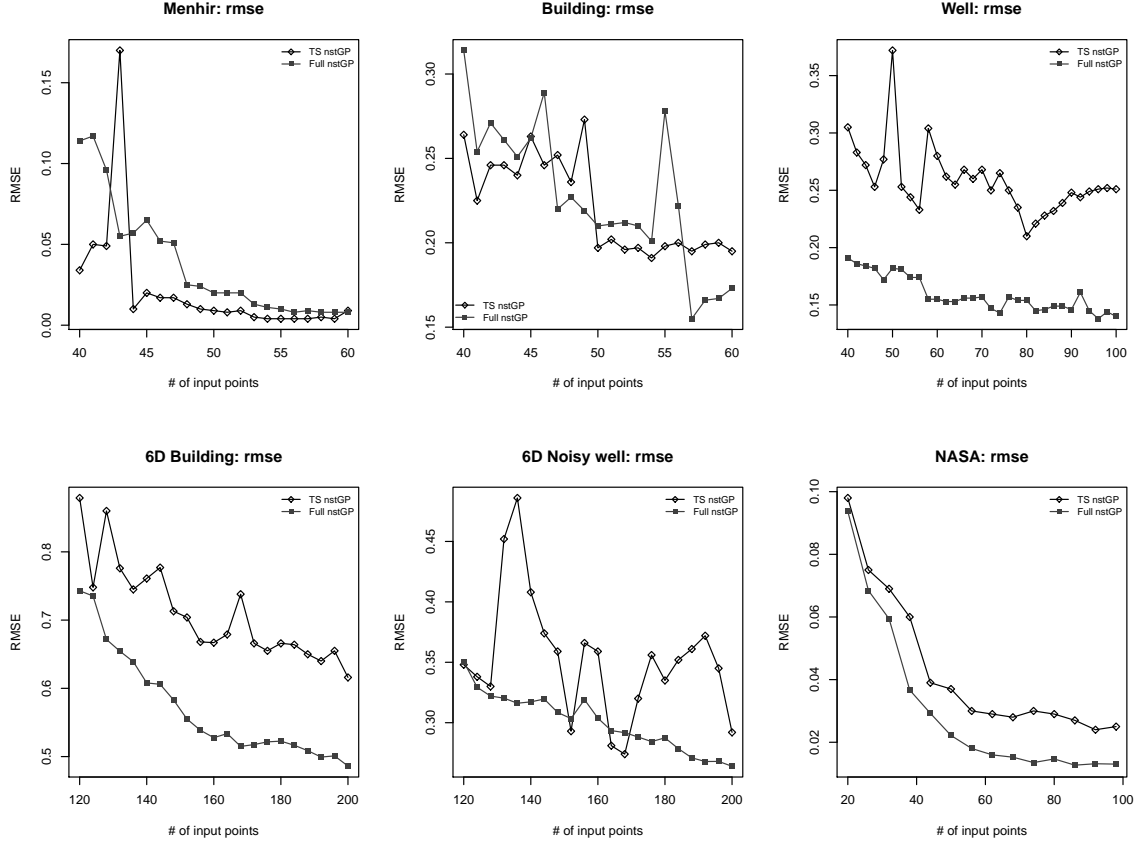 Menhir: rmse
TS nstGP
Full nstGP
RMSE
0.00 0.05 0.10 0.15
40 45 50 55 60
# of input points
Building: rmse
TS nstGP
Full nstGP
RMSE
0.15 0.20 0.25 0.30
40 45 50 55 60
# of input points
Well: rmse
TS nstGP
Full nstGP
RMSE
0.15 0.20 0.25 0.30 0.35
40 50 60 70 80 90 100
# of input points
6D Building: rmse
TS nstGP
Full nstGP
RMSE
0.5 0.6 0.7 0.8
120 140 160 180 200
# of input points
6D Noisy well: rmse
TS nstGP
Full nstGP
RMSE
0.30 0.35 0.40 0.45
120 140 160 180 200
# of input points
NASA: rmse
TS nstGP
Full nstGP
RMSE
0.02 0.04 0.06 0.08 0.10
20 40 60 80 100
# of input points